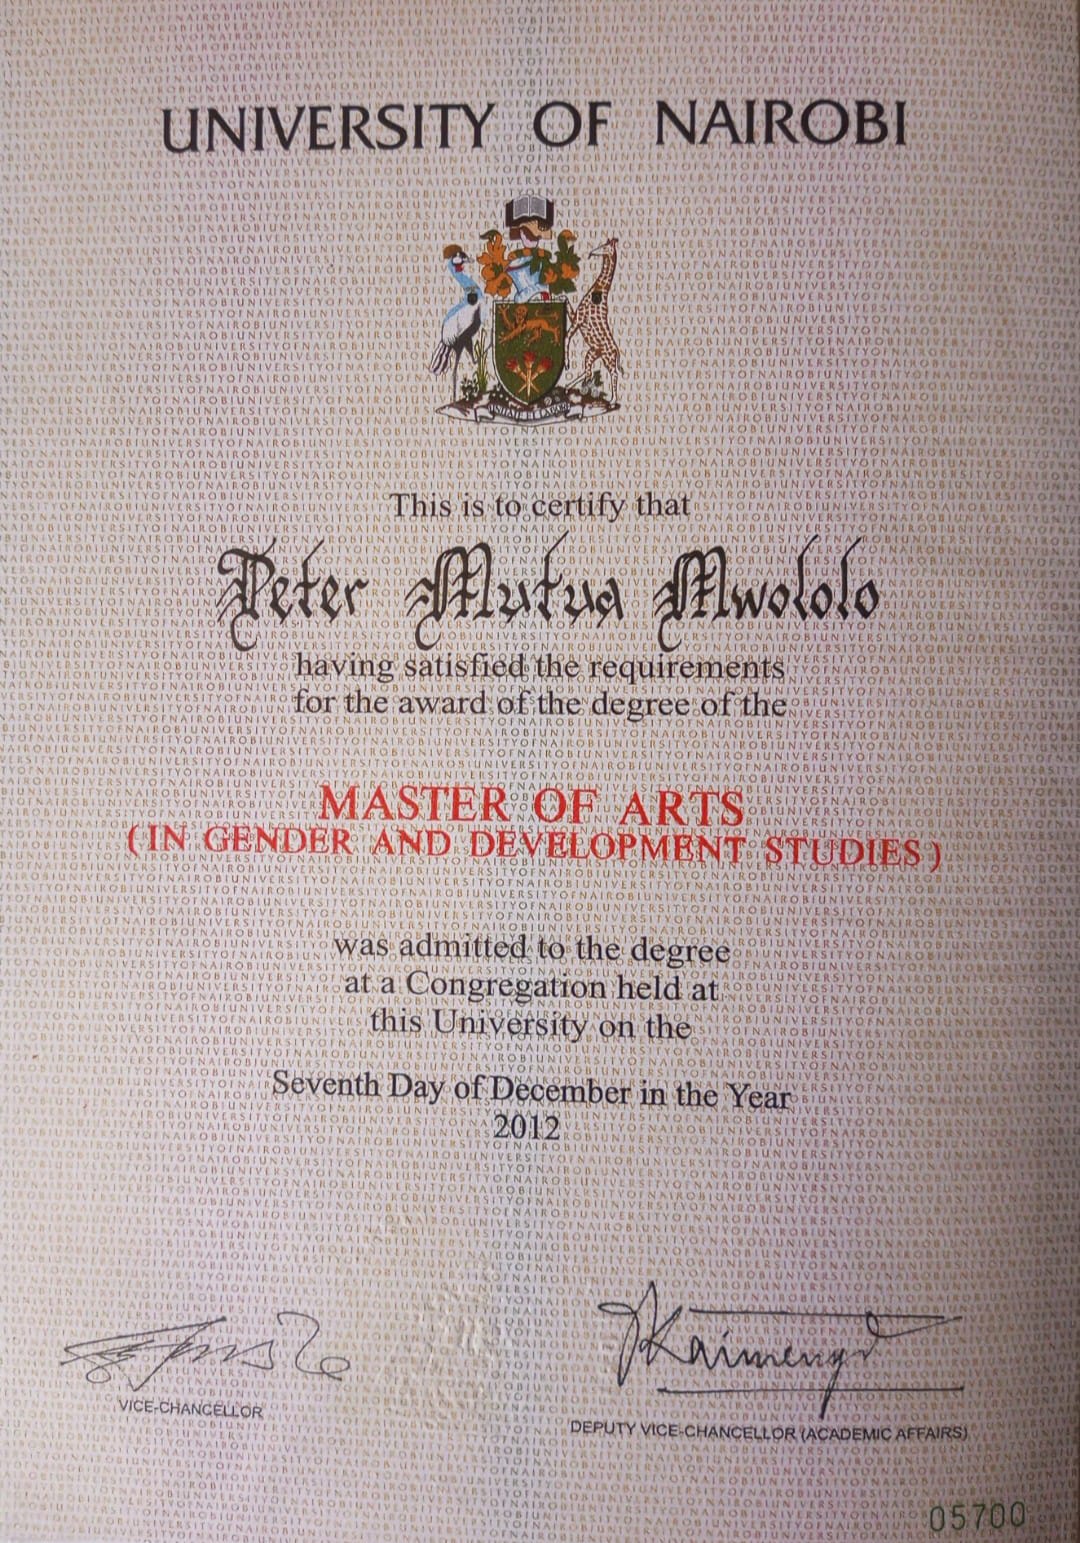 UNIVERSITY OF NAIROBI
UNITATE ET LABORE
This is to certify that
Peter Mutua Mwololo
having satisfied the requirements
for the award of the degree of the
MASTER OF ARTS
(IN GENDER AND DEVELOPMENT STUDIES)
was admitted to the degree
at a Congregation held at
this University on the
Seventh Day of December in the Year
2012
VICE-CHANCELLOR
DEPUTY VICE-CHANCELLOR (ACADEMIC AFFAIRS)
05700